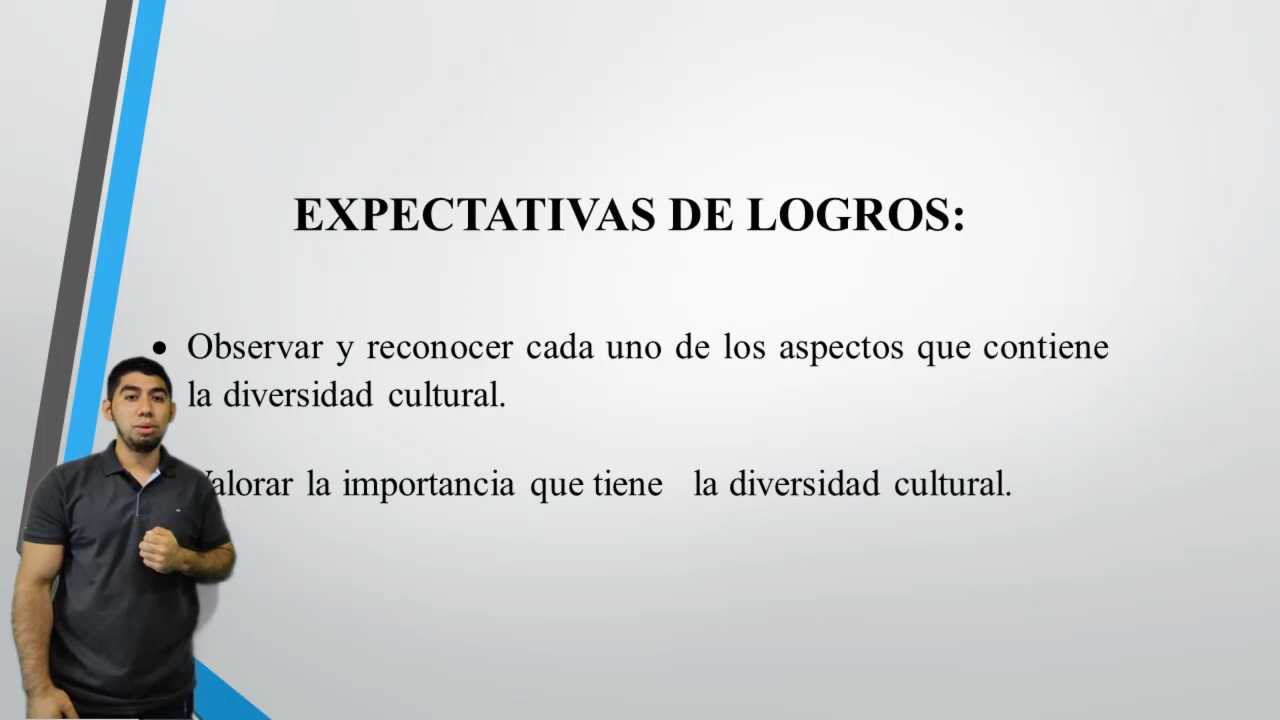 EXPECTATIVAS DE LOGROS:
• Observar y reconocer cada uno de los aspectos que contiene
la diversidad cultural.
Valorar la importancia que tiene la diversidad cultural.